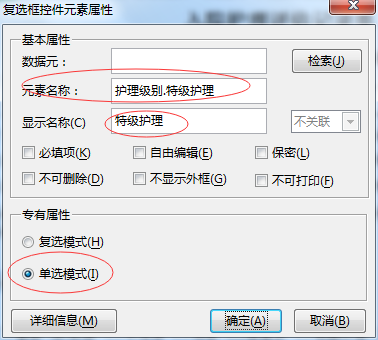 复选框控件元素属性
基本属性
数据元：
检索(J)
元素名称： 护理级别.特级护理
显示名称(C) 特级护理 不关联
必填项(K) 自由编辑(E) 保密(L)
不可删除(D) 不显示外框(G) 不可打印(F)
专有属性
复选模式(H)
单选模式(I)
详细信息(M) 确定(A) 取消(B)